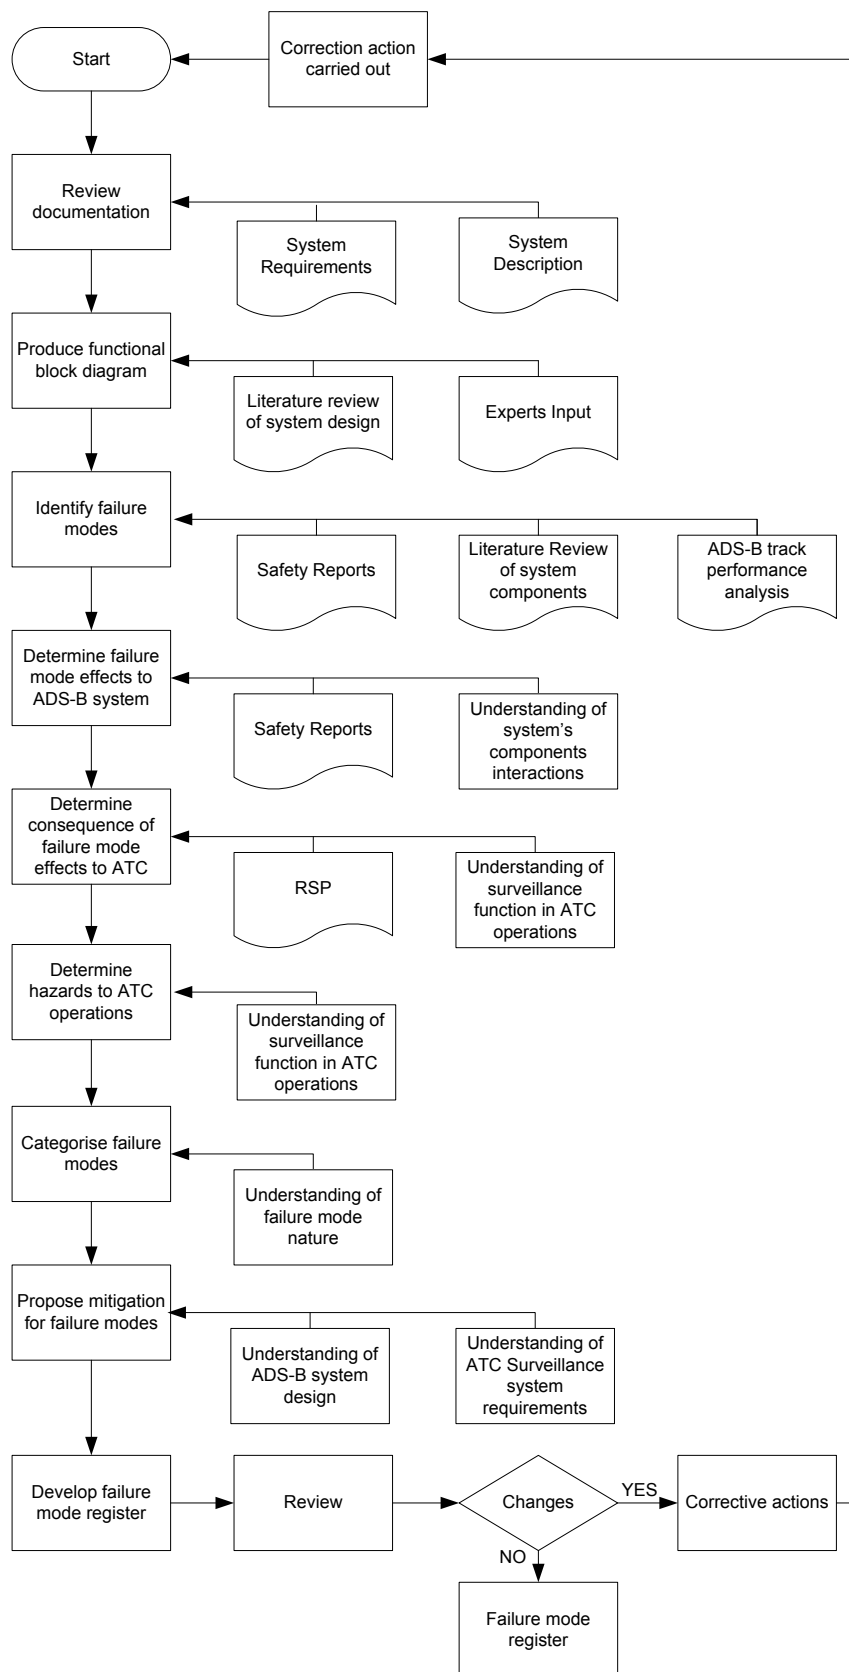 Start
Correction action
carried out
Review
documentation
System
Requirements
System
Description
Produce functional
block diagram
Literature review
of system design
Experts Input
Identify failure
modes
Safety Reports
Literature Review
of system
components
ADS-B track
performance
analysis
Determine failure
mode effects to
ADS-B system
Safety Reports
Understanding of
system's
components
interactions
Determine
consequence of
failure mode
effects to ATC
RSP
Understanding of
surveillance
function in ATC
operations
Determine
hazards to ATC
operations
Understanding of
surveillance
function in ATC
operations
Categorise failure
modes
Understanding of
failure mode
nature
Propose mitigation
for failure modes
Understanding of
ADS-B system
design
Understanding of
ATC Surveillance
system
requirements
Develop failure
mode register
Review
Changes
YES
Corrective actions
NO
Failure mode
register